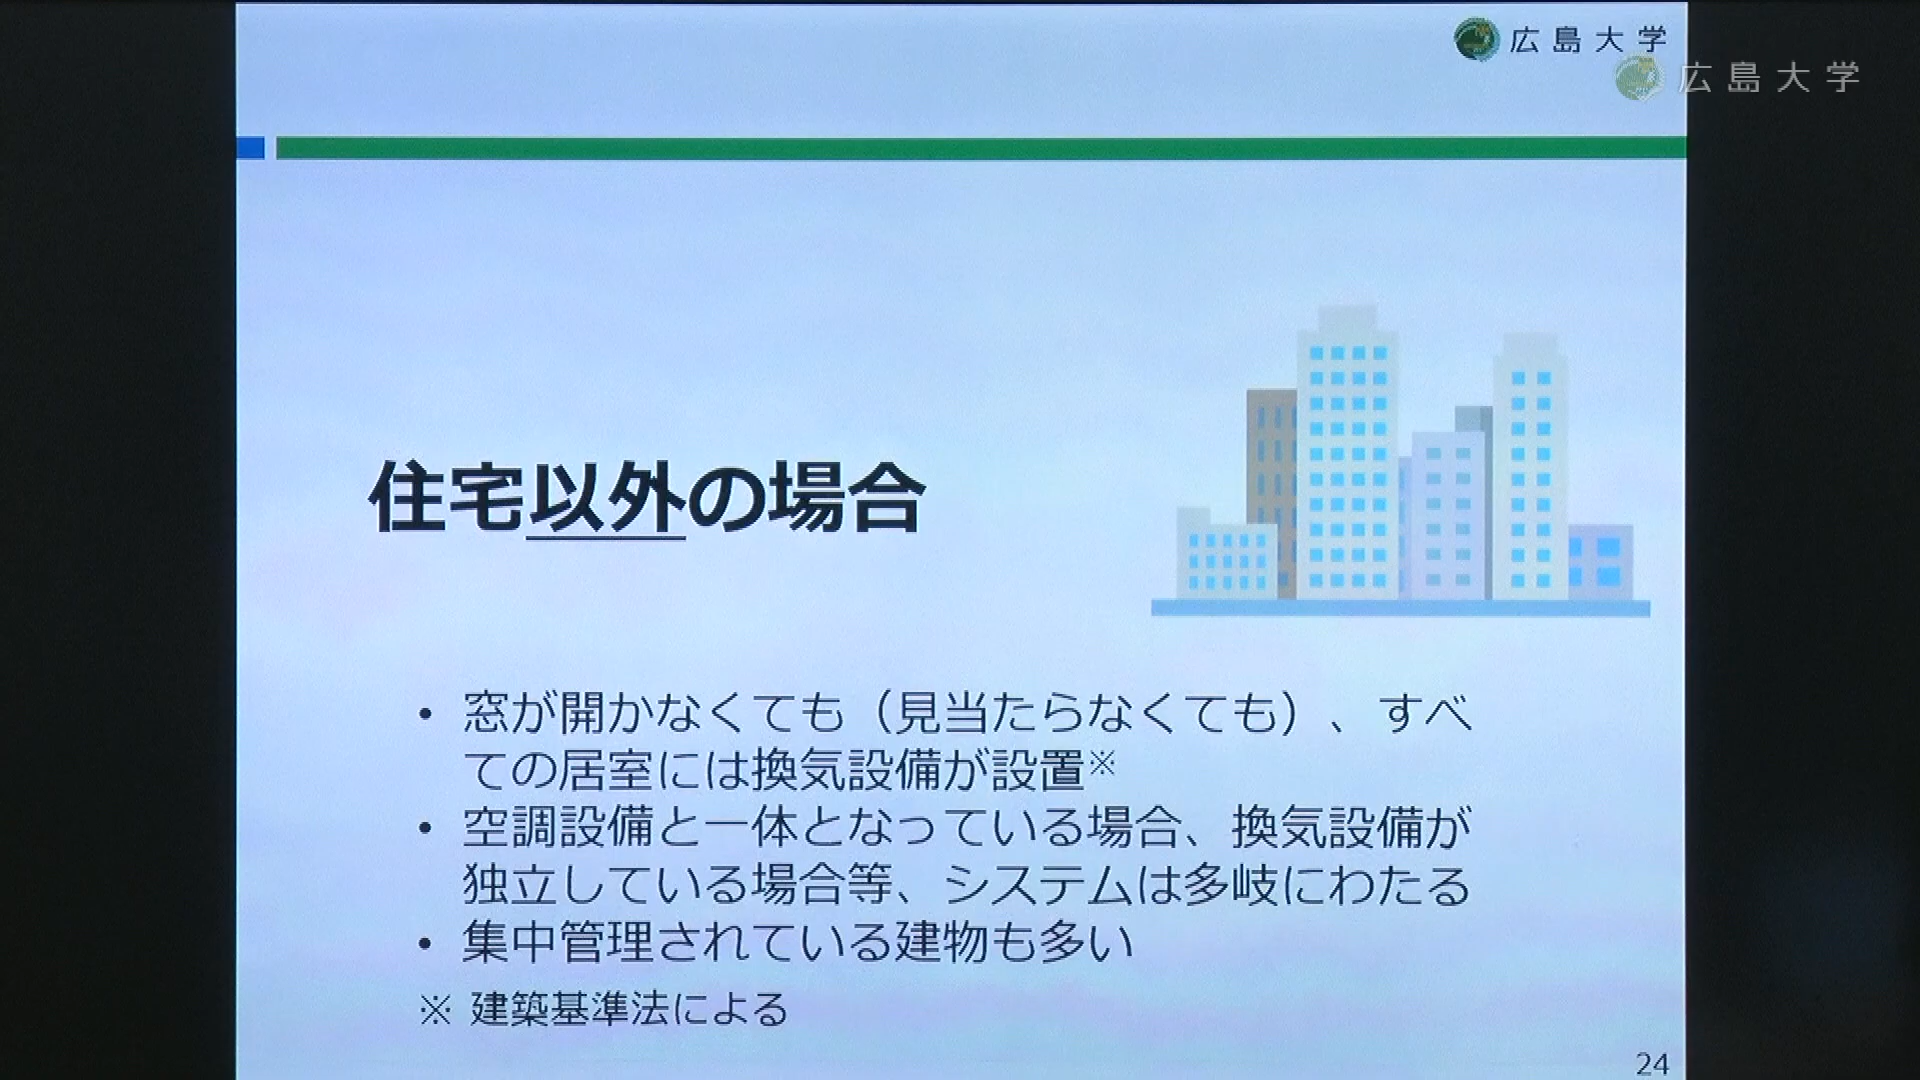 広島大学
広島大学
住宅以外の場合
• 窓が開かなくても（見当たらなくても）、すべ
ての居室には換気設備が設置※
• 空調設備と一体となっている場合、換気設備が
独立している場合等、システムは多岐にわたる
• 集中管理されている建物も多い
※ 建築基準法による
24